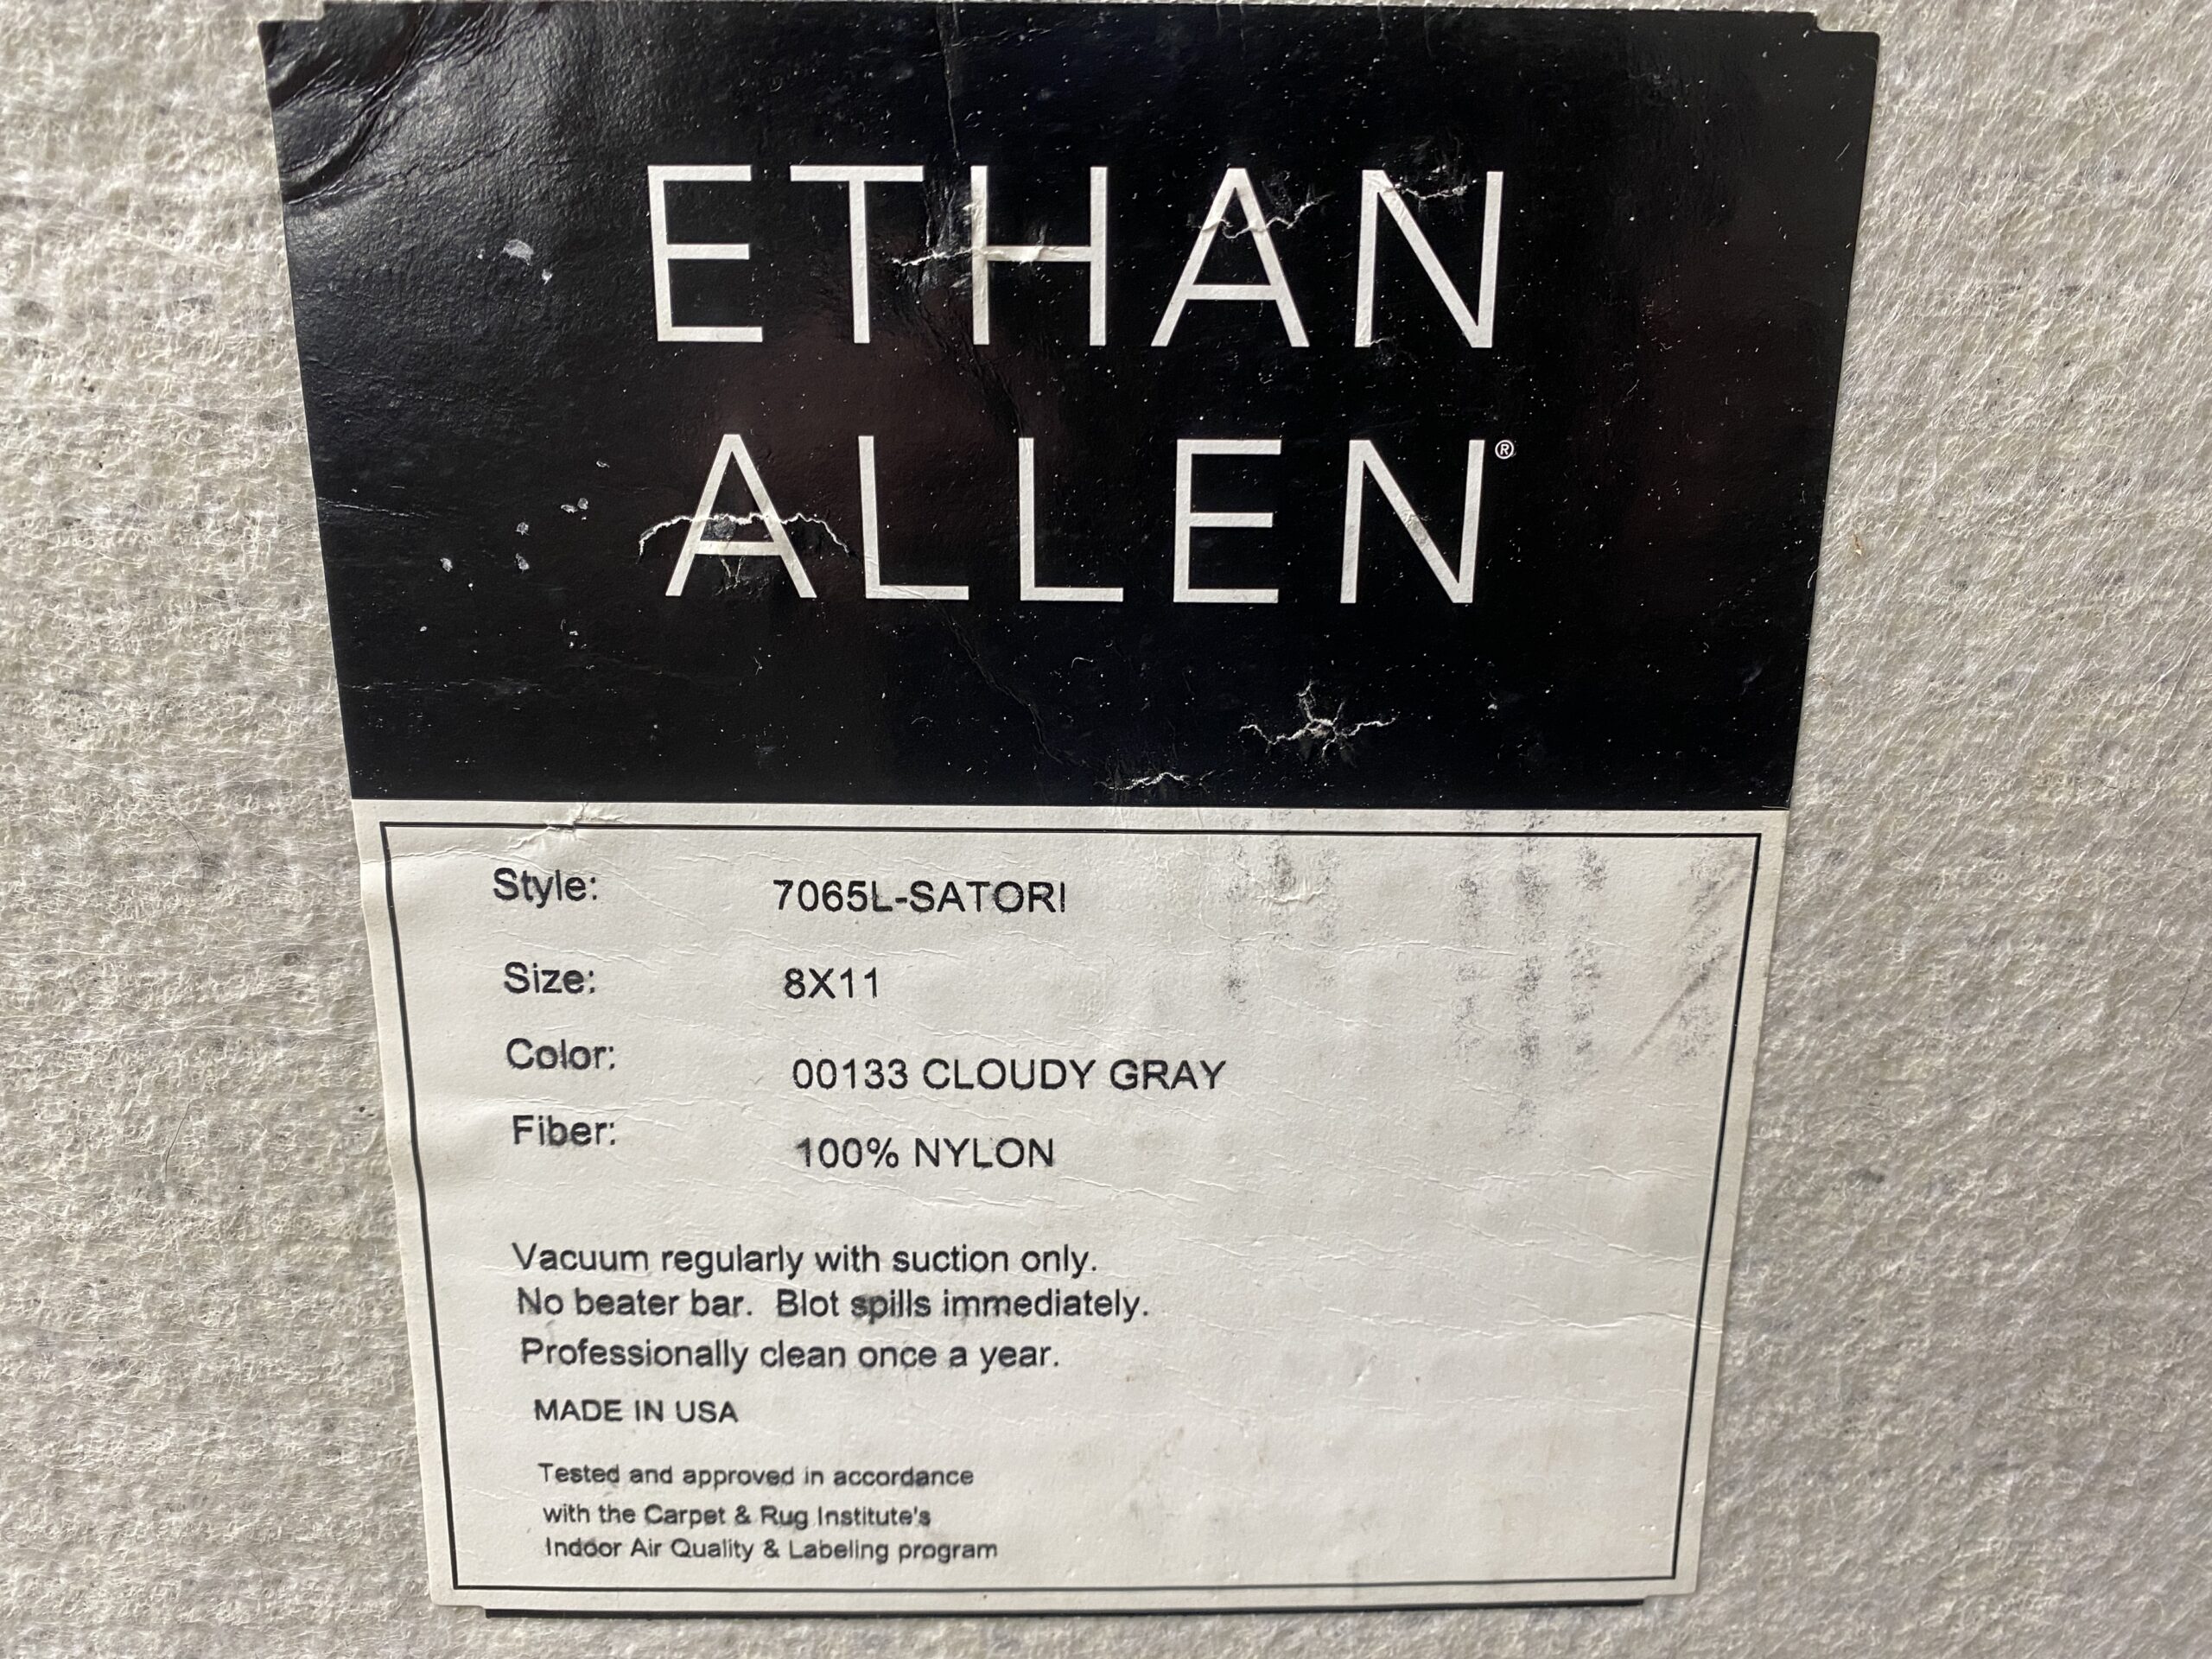 ETHAN
ALLEN®
Style: 7065L-SATORI
Size: 8X11
Color: 00133 CLOUDY GRAY
Fiber: 100% NYLON
Vacuum regularly with suction only.
No beater bar.  Blot spills immediately.
Professionally clean once a year.
MADE IN USA
Tested and approved in accordance
with the Carpet & Rug Institute's
Indoor Air Quality & Labeling program